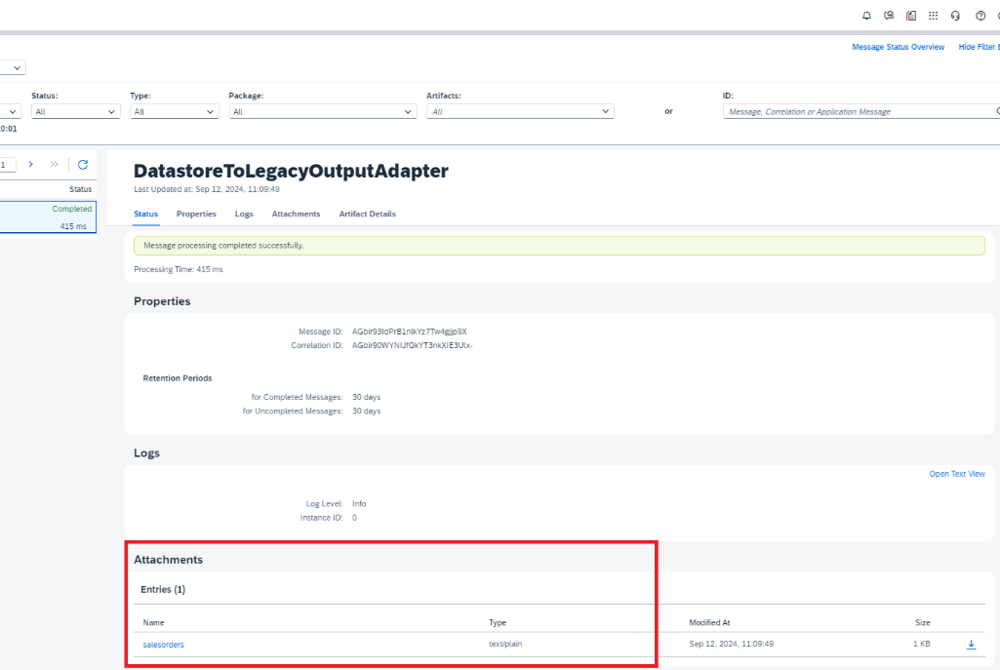 Message Status Overview Hide Filter
Status: Type: Package: Artifacts: ID:
All All All All or Message, Correlation or Application Message
0:01
1
DatastoreToLegacyOutputAdapter
Last Updated at: Sep 12, 2024, 11:09:49
Status
Completed
415 ms
Status Properties Logs Attachments Artifact Details
Message processing completed successfully.
Processing Time: 415 ms
Properties
Message ID:
Correlation ID:
Retention Periods
for Completed Messages: 30 days
for Uncompleted Messages: 30 days
Logs
Open Text View
Log Level: Info
Instance ID: 0
Attachments
Entries (1)
Name Type Modified At Size
salesorders text/plain Sep 12, 2024, 11:09:49 1 KB